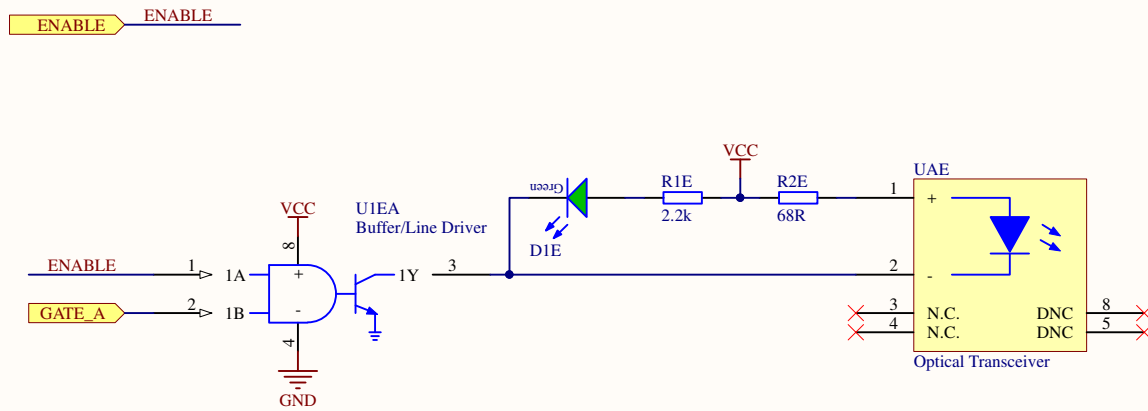 ENABLE
ENABLE
VCC
UAE
Green
R1E
R2E
1
+
2.2k
68R
VCC
U1EA
Buffer/Line Driver
8
D1E
ENABLE
1
1A
+
1Y
3
2
-
GATE_A
2
1B
-
3
N.C.
DNC
8
4
N.C.
DNC
5
4
Optical Transceiver
GND